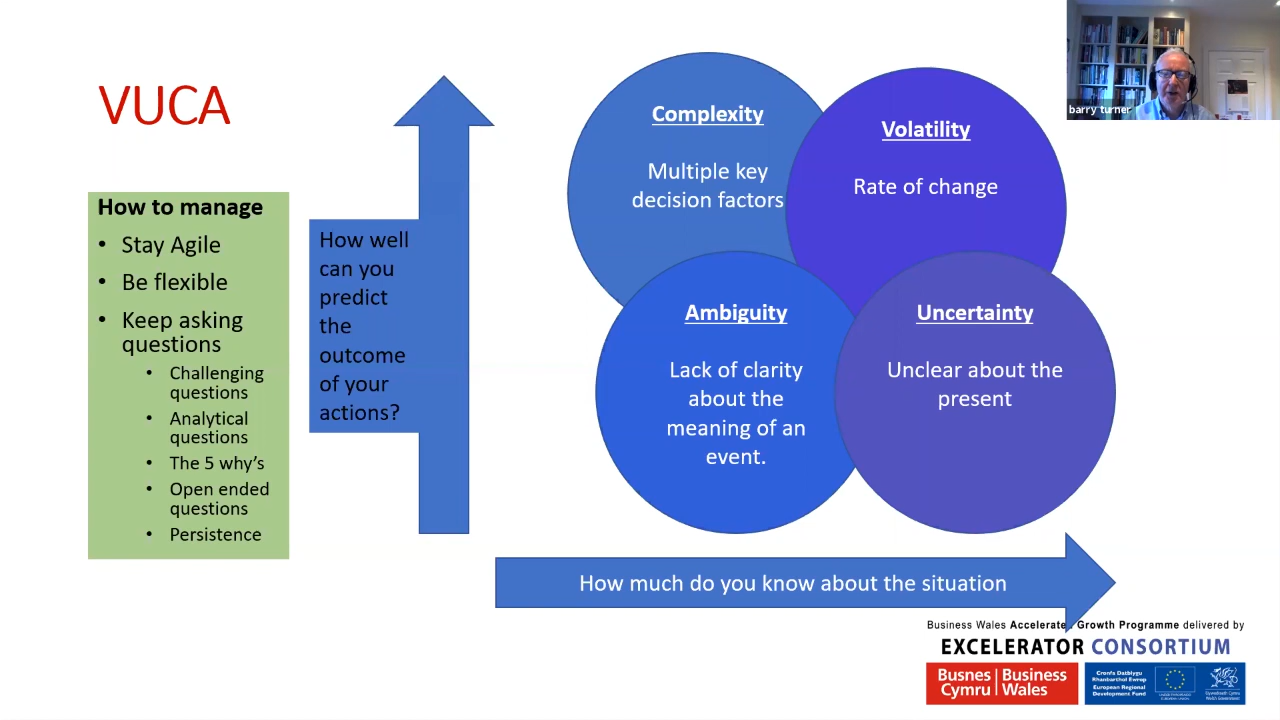 VUCA
How to manage
• Stay Agile
• Be flexible
• Keep asking
questions
• Challenging
questions
• Analytical
questions
• The 5 why's
• Open ended
questions
• Persistence
How well
can you
predict
the
outcome
of your
actions?
Complexity
Multiple key
decision factors
Volatility
Rate of change
Ambiguity
Lack of clarity
about the
meaning of an
event.
Uncertainty
Unclear about the
present
How much do you know about the situation
barry turner
Business Wales Accelerated Growth Programme delivered by
EXCELERATOR CONSORTIUM
Busnes
Cymru
Business
Wales
Cronfa Datblygu
Rhanbarthol Ewrop
European Regional
Development Fund